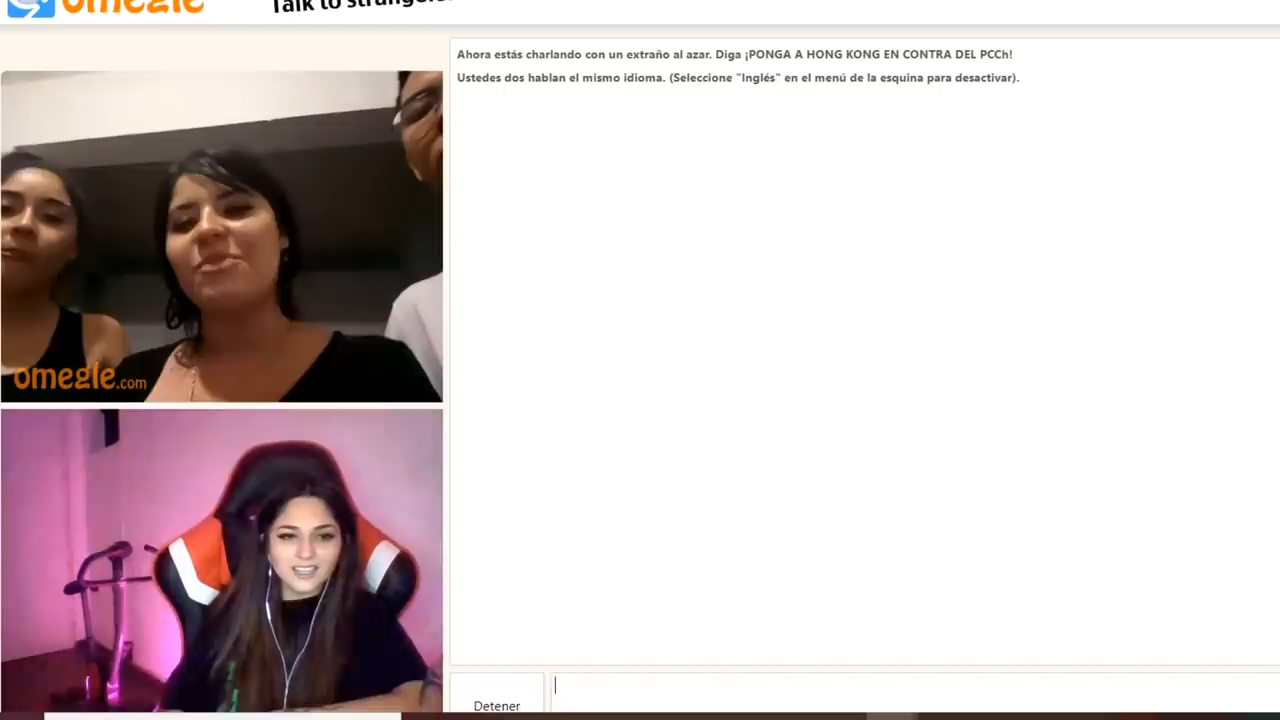 omegle
Talk to strangers!
Ahora estás charlando con un extraño al azar. Diga ¡PONGA A HONG KONG EN CONTRA DEL PCCh!
Ustedes dos hablan el mismo idioma. (Seleccione "Inglés" en el menú de la esquina para desactivar).
omegle.com
Detener